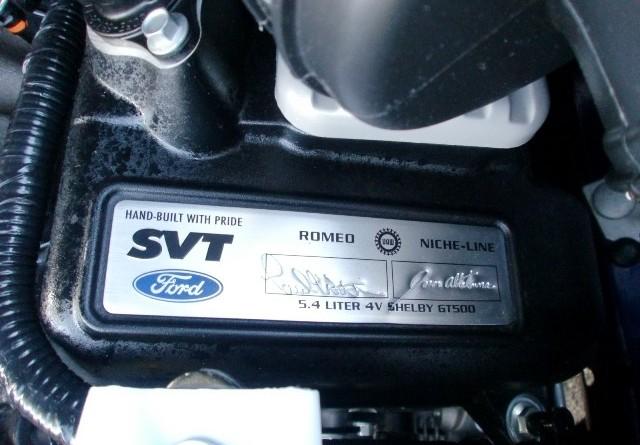 HAND-BUILT WITH PRIDE
SVT
Ford
ROMEO NICHE-LINE
5.4 LITER 4V SHELBY GT500